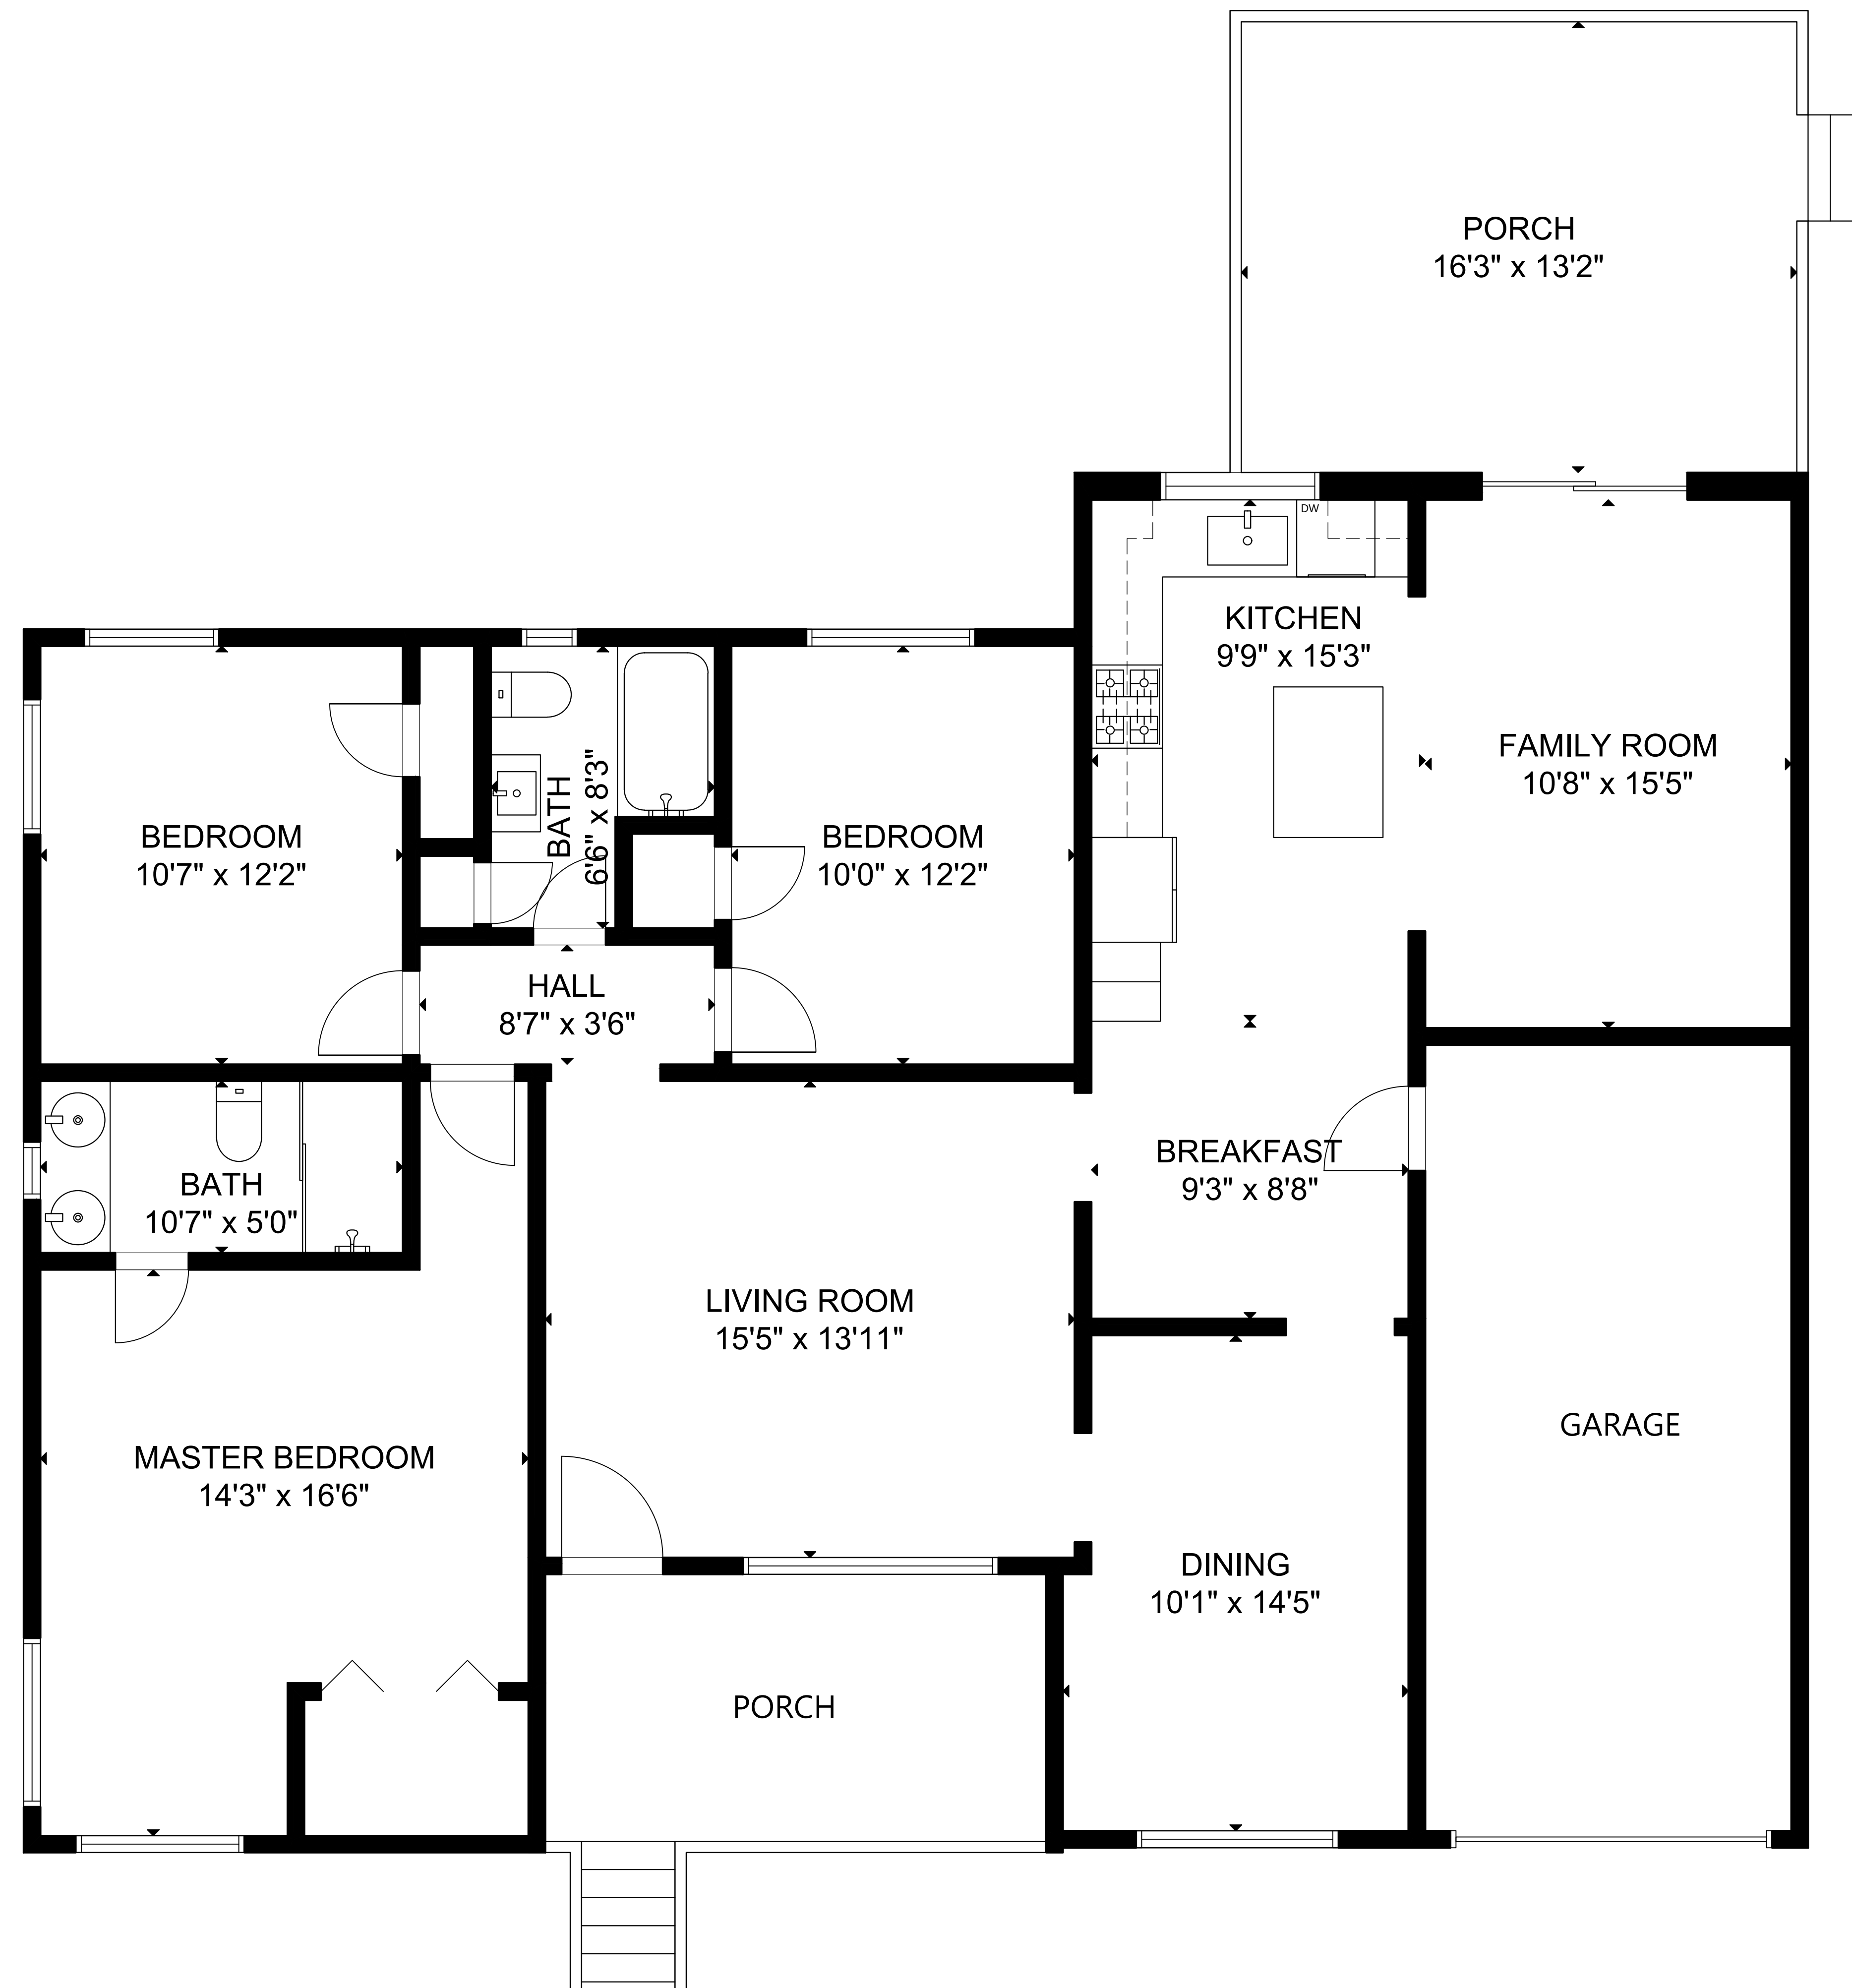 PORCH
16'3" x 13'2"
DW
KITCHEN
9'9" x 15'3"
FAMILY ROOM
10'8" x 15'5"
BEDROOM
10'7" x 12'2"
BATH
6'6" x 8'3"
BEDROOM
10'0" x 12'2"
HALL
8'7" x 3'6"
BREAKFAST
9'3" x 8'8"
BATH
10'7" x 5'0"
LIVING ROOM
15'5" x 13'11"
GARAGE
MASTER BEDROOM
14'3" x 16'6"
DINING
10'1" x 14'5"
PORCH